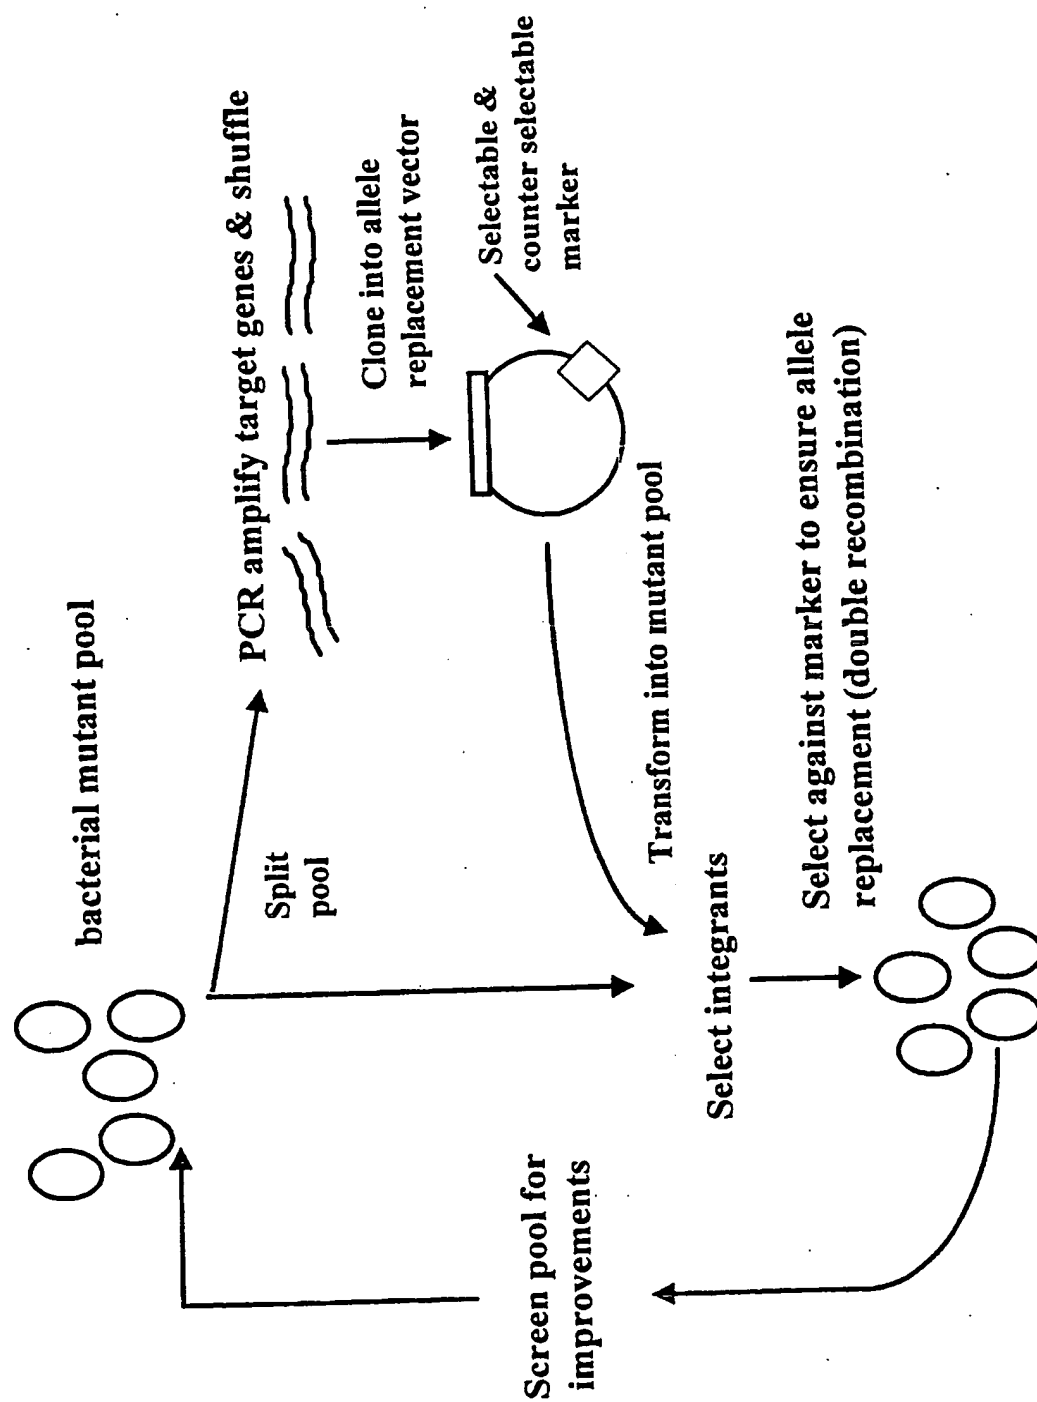 bacterial mutant pool
Split
pool
PCR amplify target genes & shuffle
Clone into allele
replacement vector
Selectable &
counter selectable
marker
Transform into mutant pool
Select integrants
Select against marker to ensure allele
replacement (double recombination)
Screen pool for
improvements